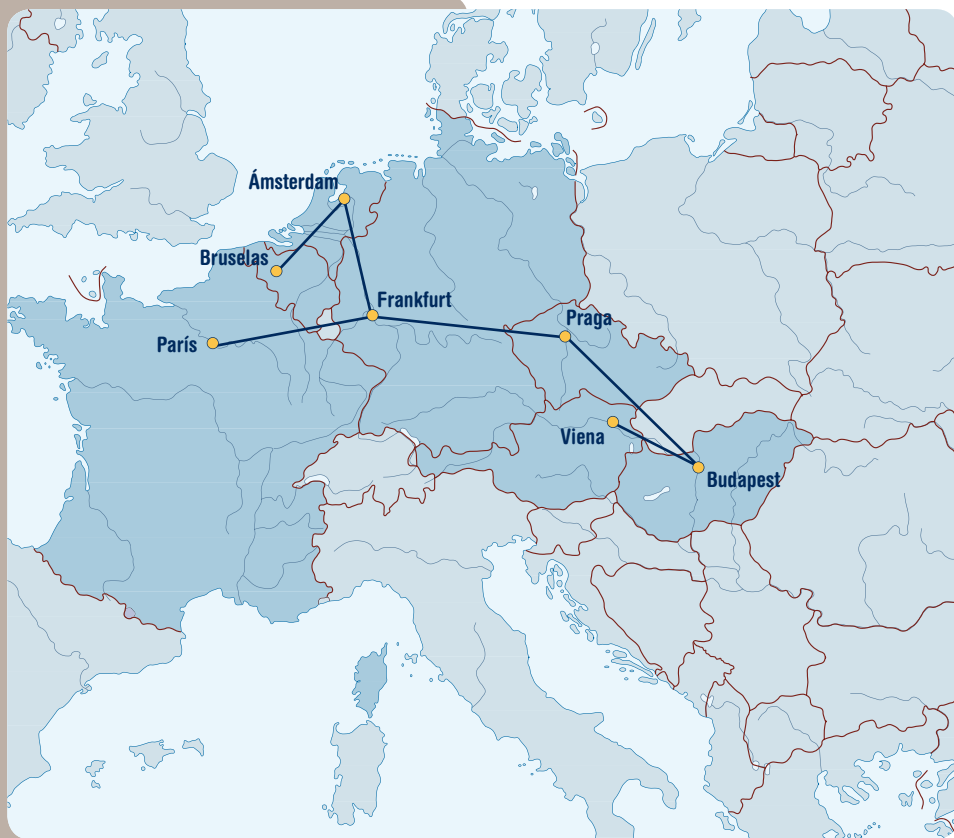 Ámsterdam
Bruselas
Frankfurt
Praga
París
Viena
Budapest